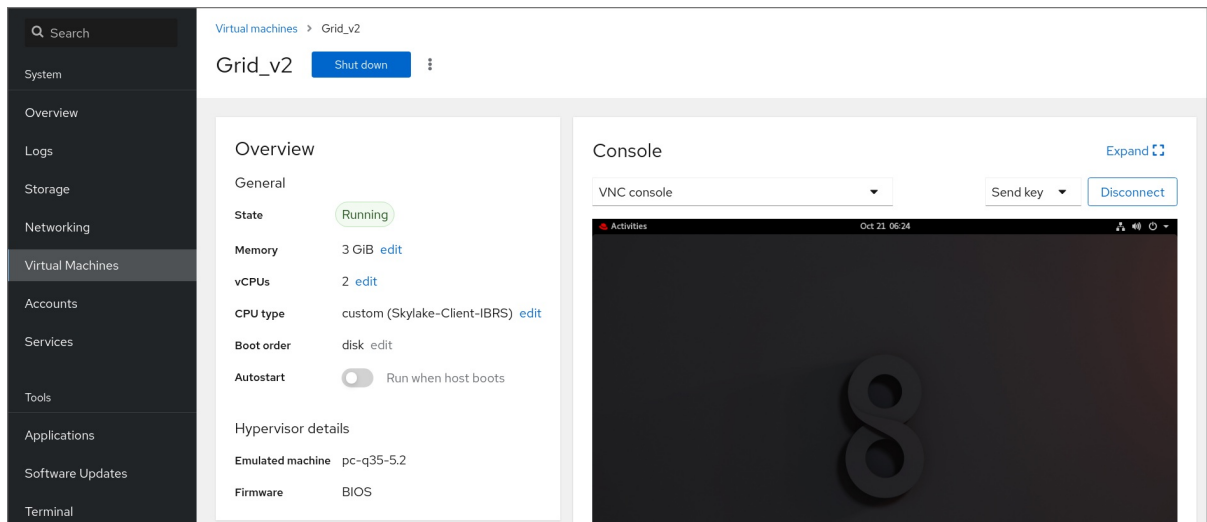 Search
System
Overview
Logs
Storage
Networking
Virtual Machines
Accounts
Services
Tools
Applications
Software Updates
Terminal
Virtual machines > Grid_v2
Grid_v2 Shut down
Overview
General
State Running
Memory 3 GiB edit
vCPUs 2 edit
CPU type custom (Skylake-Client-IBRS) edit
Boot order disk edit
Autostart Run when host boots
Hypervisor details
Emulated machine pc-q35-5.2
Firmware BIOS
Console Expand
VNC console Send key Disconnect
Activities Oct 21 06:24
8